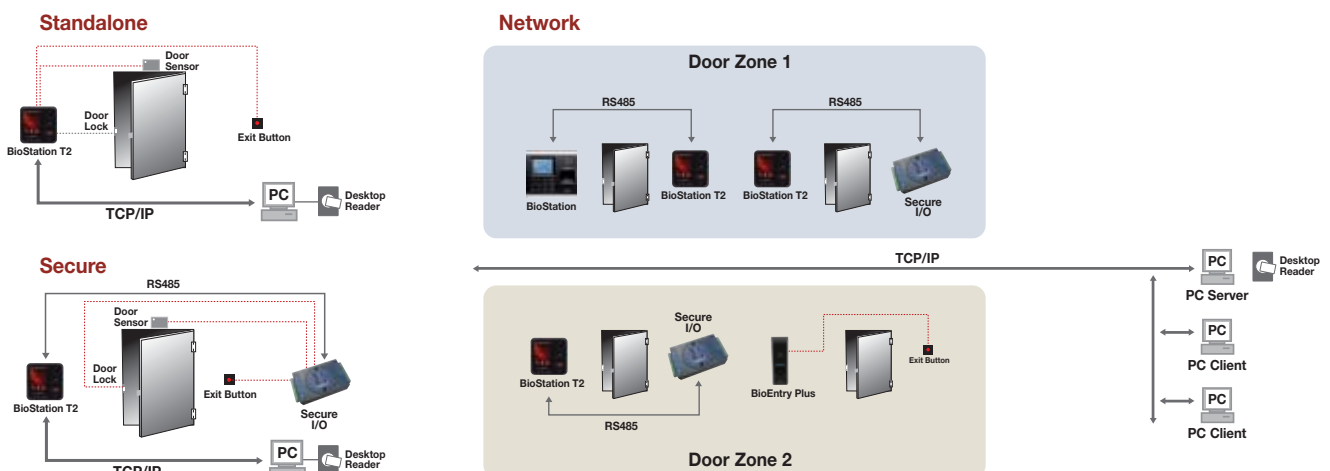 Standalone
Door
Sensor
Door
Lock
BioStation T2
Exit Button
PC
Desktop
Reader
TCP/IP
Secure
RS485
Door
Sensor
Door
Lock
BioStation T2
Exit Button
Secure
I/O
PC
Desktop
Reader
TCP/IP
Network
Door Zone 1
RS485
RS485
BioStation
BioStation T2
BioStation T2
Secure
I/O
TCP/IP
PC
Desktop
Reader
PC Server
PC
PC Client
PC
PC Client
Secure
I/O
BioStation T2
BioEntry Plus
Exit Button
RS485
Door Zone 2